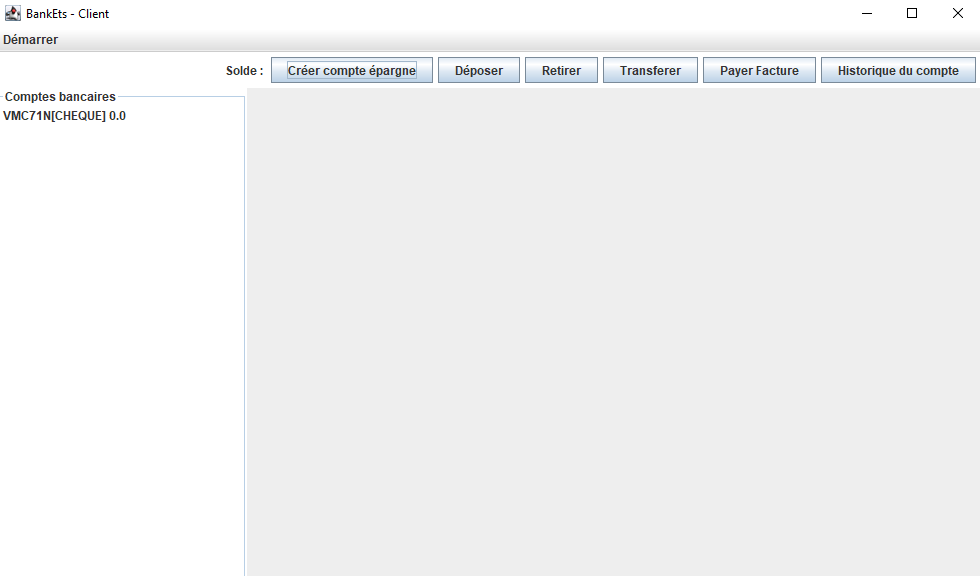 BankEts - Client
Démarrer
Solde : Créer compte épargne Déposer Retirer Transferer Payer Facture Historique du compte
Comptes bancaires
VMC71N[CHEQUE] 0.0